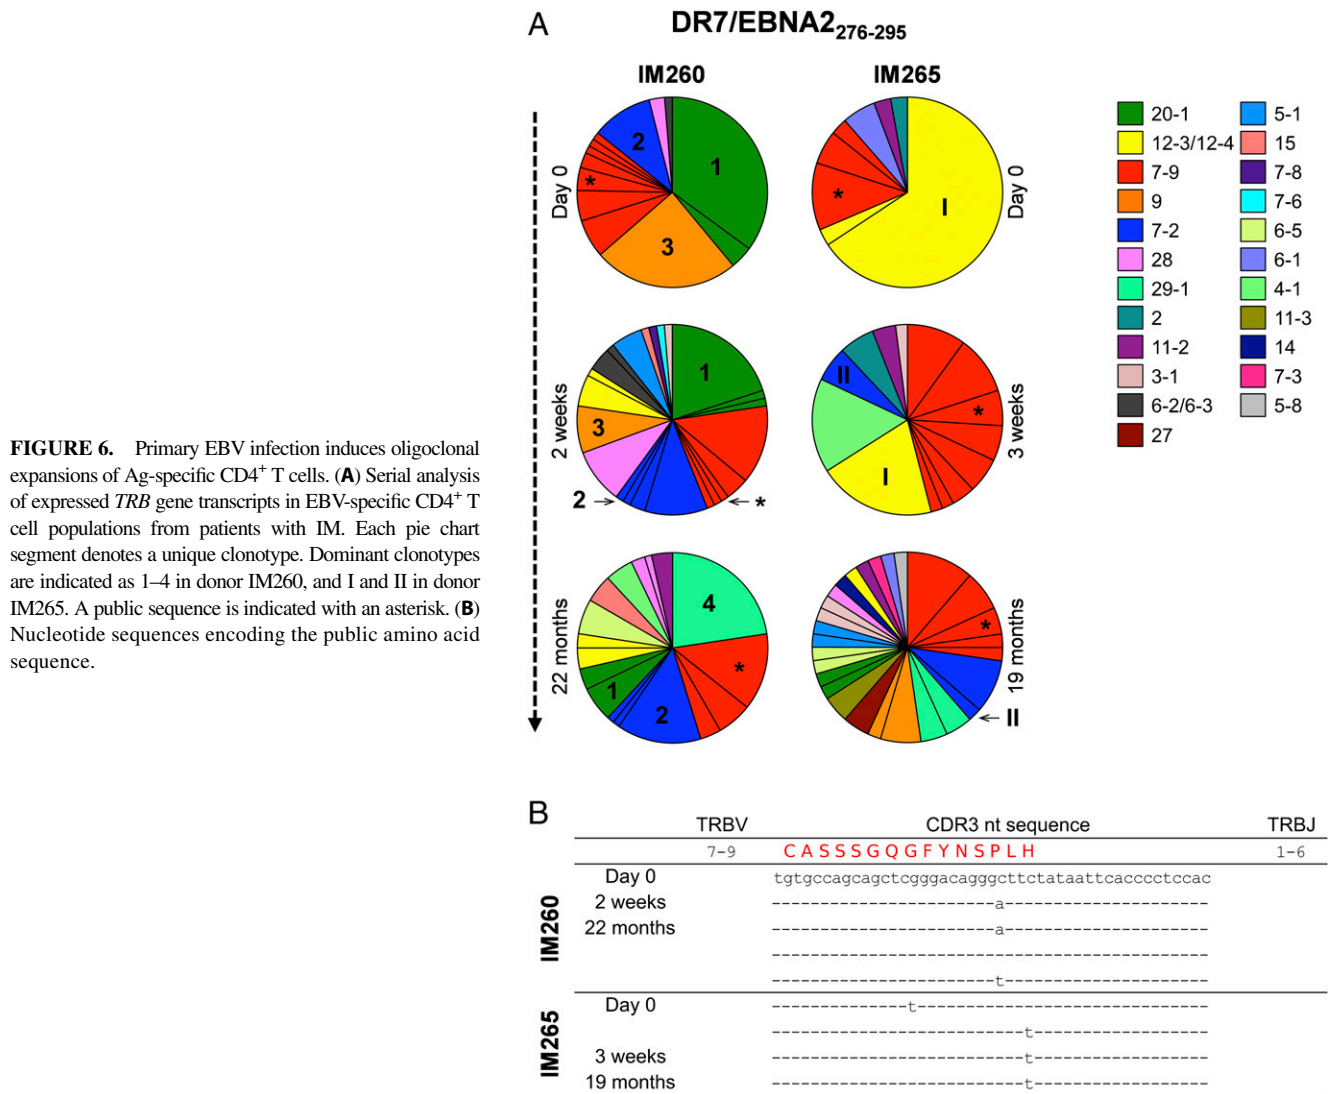 A
DR7/EBNA2276-295
IM260
IM265
Day 0
1
2
3
*
I
*
Day 0
2 weeks
1
2
3
*
I
II
*
3 weeks
22 months
1
2
4
*
*
II
19 months
20-1
12-3/12-4
7-9
9
7-2
28
29-1
2
11-2
3-1
6-2/6-3
27
5-1
15
7-8
7-6
6-5
6-1
4-1
11-3
14
7-3
5-8
FIGURE 6. Primary EBV infection induces oligoclonal
expansions of Ag-specific CD4+ T cells. (A) Serial analysis
of expressed TRB gene transcripts in EBV-specific CD4+ T
cell populations from patients with IM. Each pie chart
segment denotes a unique clonotype. Dominant clonotypes
are indicated as 1–4 in donor IM260, and I and II in donor
IM265. A public sequence is indicated with an asterisk. (B)
Nucleotide sequences encoding the public amino acid
sequence.
B
TRBV CDR3 nt sequence TRBJ
7-9 C A S S S G Q G F Y N S P L H 1-6
IM260
Day 0 tgtgccagcagctcgggacagggcttctataattcacccctccac
2 weeks ----------------------a---------------------
22 months ----------------------a---------------------
--------------------------------------------
----------------------t---------------------
IM265
Day 0 --------------t-----------------------------
--------------------------t------------------
3 weeks --------------------------t------------------
19 months --------------------------t------------------